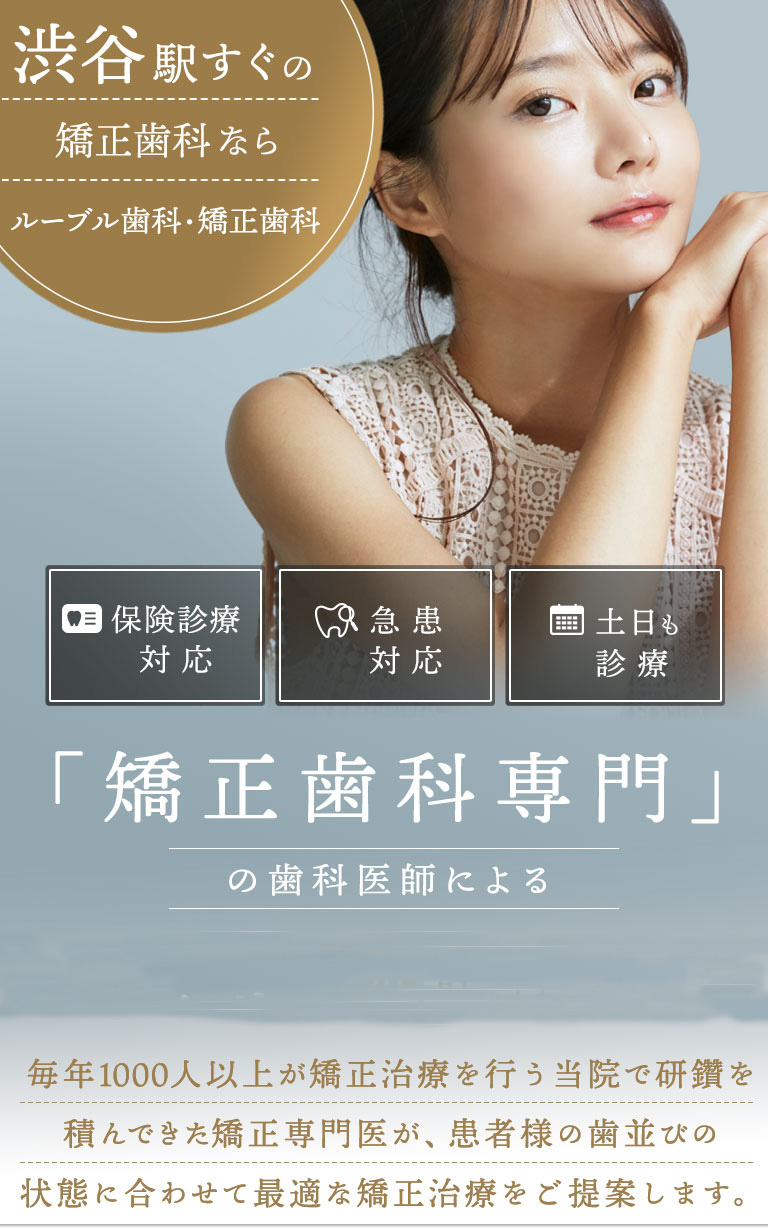 渋谷駅すぐの
矯正歯科なら
ルーブル歯科・矯正歯科
保険診療
対応
急患
対応
土日も
診療
「矯正歯科専門」
の歯科医師による
毎年1000人以上が矯正治療を行う当院で研鑽を
積んできた矯正専門医が、患者様の歯並びの
状態に合わせて最適な矯正治療をご提案します。